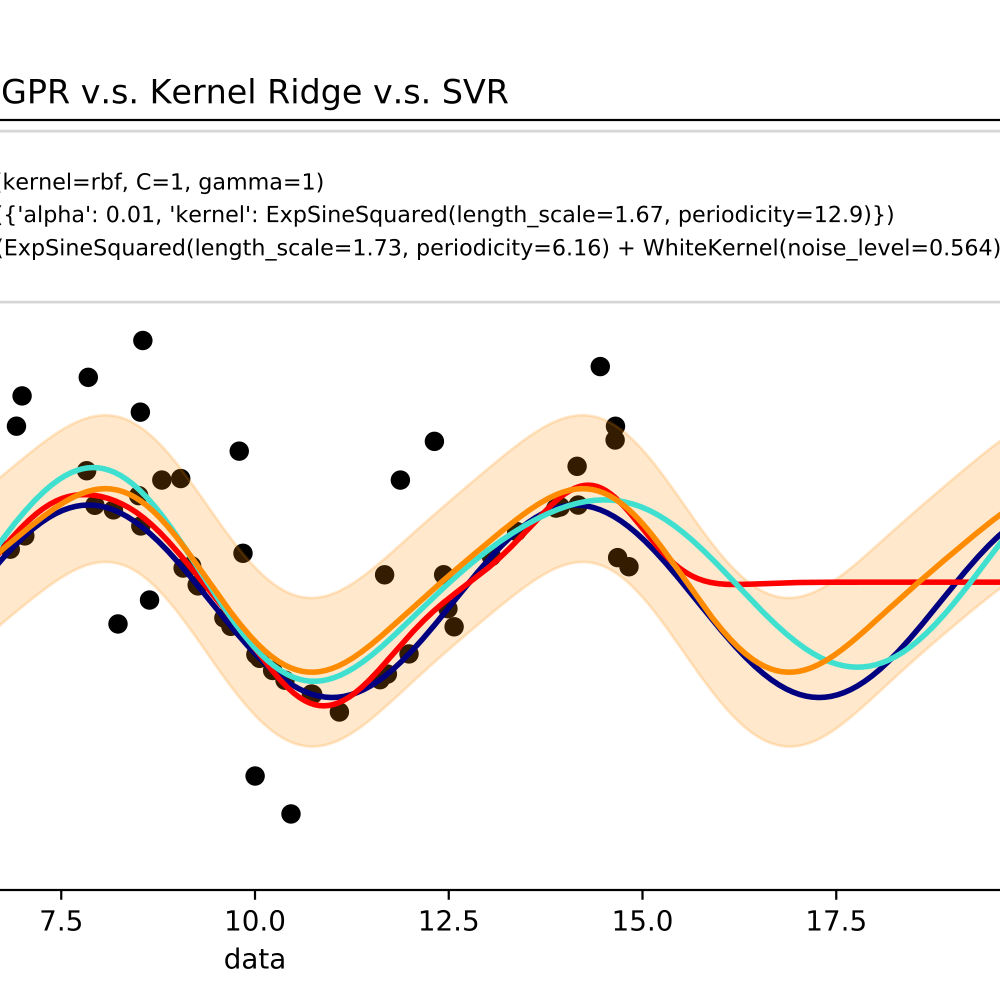 GPR v.s. Kernel Ridge v.s. SVR
(kernel=rbf, C=1, gamma=1)
({'alpha': 0.01, 'kernel': ExpSineSquared(length_scale=1.67, periodicity=12.9)})
(ExpSineSquared(length_scale=1.73, periodicity=6.16) + WhiteKernel(noise_level=0.564)
7.5 10.0 12.5 15.0 17.5
data